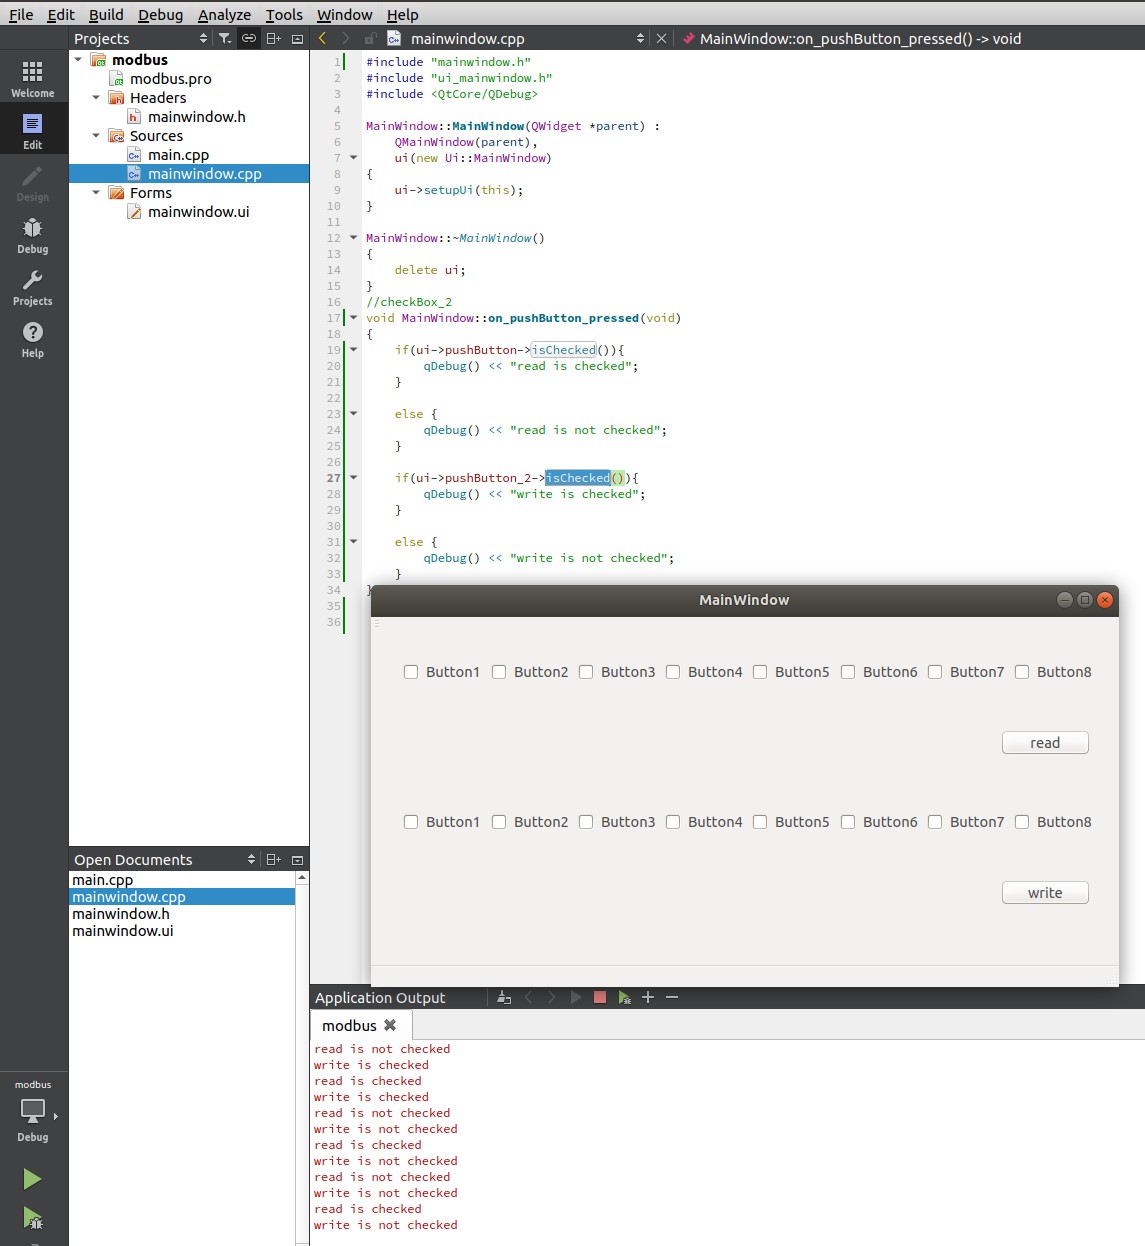 File Edit Build Debug Analyze Tools Window Help
Projects
mainwindow.cpp
MainWindow::on_pushButton_pressed() -> void
Welcome
Edit
Design
Debug
Projects
Help
modbus
modbus.pro
Headers
mainwindow.h
Sources
main.cpp
mainwindow.cpp
Forms
mainwindow.ui
1 #include "mainwindow.h"
2 #include "ui_mainwindow.h"
3 #include <QtCore/QDebug>
4
5 MainWindow::MainWindow(QWidget *parent) :
6 QMainWindow(parent),
7 ui(new Ui::MainWindow)
8 {
9 ui->setupUi(this);
10 }
11
12 MainWindow::~MainWindow()
13 {
14 delete ui;
15 }
16 //checkBox_2
17 void MainWindow::on_pushButton_pressed(void)
18 {
19 if(ui->pushButton->isChecked()){
20 qDebug() << "read is checked";
21 }
22
23 else {
24 qDebug() << "read is not checked";
25 }
26
27 if(ui->pushButton_2->isChecked()){
28 qDebug() << "write is checked";
29 }
30
31 else {
32 qDebug() << "write is not checked";
33 }
34 }
35
36
MainWindow
Button1 Button2 Button3 Button4 Button5 Button6 Button7 Button8
read
Button1 Button2 Button3 Button4 Button5 Button6 Button7 Button8
write
Open Documents
main.cpp
mainwindow.cpp
mainwindow.h
mainwindow.ui
modbus
Debug
Application Output
modbus
read is not checked
write is checked
read is checked
write is checked
read is not checked
write is not checked
read is checked
write is not checked
read is not checked
write is not checked
read is checked
write is not checked